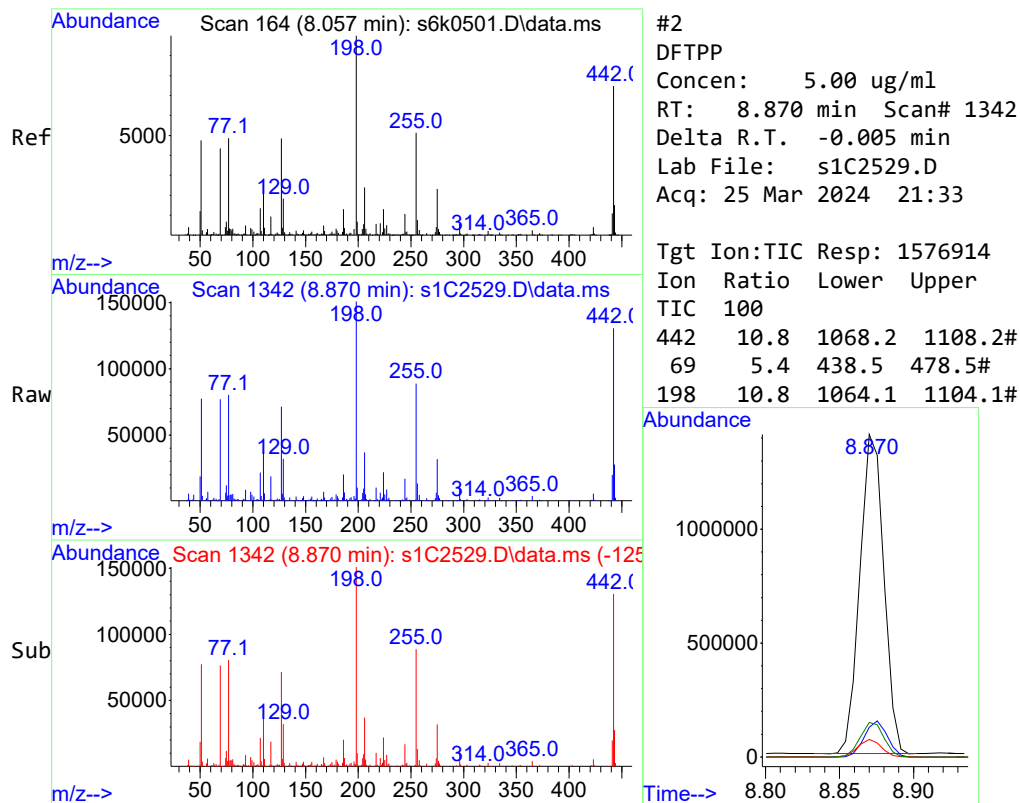 Abundance
Scan 164 (8.057 min): s6k0501.D\data.ms
198.0
442.0
77.1
255.0
5000
Ref
129.0
314.0
365.0
50 100 150 200 250 300 350 400
m/z-->
Abundance
Scan 1342 (8.870 min): s1C2529.D\data.ms
150000
198.0
442.0
100000
77.1
255.0
Raw
50000
129.0
314.0
365.0
50 100 150 200 250 300 350 400
m/z-->
Abundance
Scan 1342 (8.870 min): s1C2529.D\data.ms (-125
150000
198.0
442.0
100000
77.1
255.0
Sub
50000
129.0
314.0
365.0
50 100 150 200 250 300 350 400
m/z-->
#2
DFTPP
Concen: 5.00 ug/ml
RT: 8.870 min Scan# 1342
Delta R.T. -0.005 min
Lab File: s1C2529.D
Acq: 25 Mar 2024 21:33
Tgt Ion:TIC Resp: 1576914
Ion Ratio Lower Upper
TIC 100
442 10.8 1068.2 1108.2#
69 5.4 438.5 478.5#
198 10.8 1064.1 1104.1#
Abundance
8.870
1000000
500000
0
8.80 8.85 8.90
Time-->